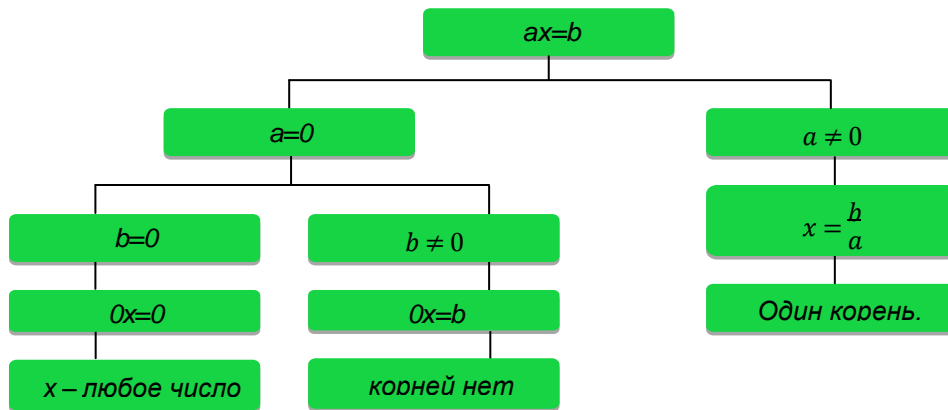 ax=b
a=0
a ≠ 0
b=0
b ≠ 0
x = b/a
0x=0
0x=b
Один корень.
x – любое число
корней нет